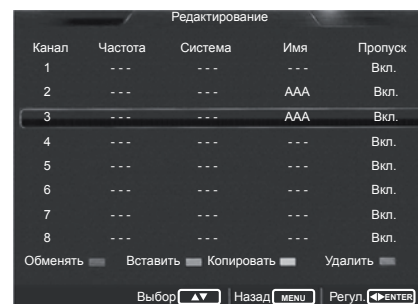 Редактирование
Канал Частота Система Имя Пропуск
1 --- --- --- Вкл.
2 --- --- AAA Вкл.
3 --- --- AAA Вкл.
4 --- --- --- Вкл.
5 --- --- --- Вкл.
6 --- --- --- Вкл.
7 --- --- --- Вкл.
8 --- --- --- Вкл.
Обменять Вставить Копировать Удалить
Выбор ▲▼ Назад MENU Регул. ◀▶ENTER